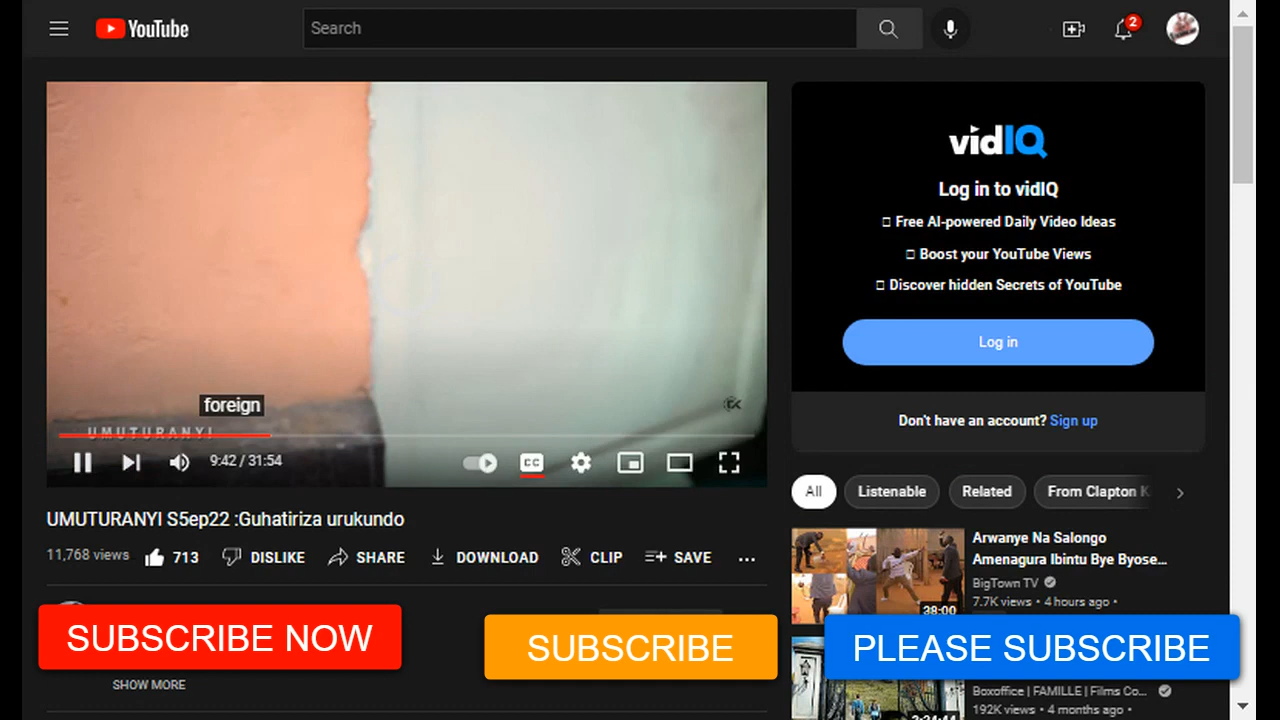 YouTube
Search
2
vidIQ
Log in to vidIQ
Free AI-powered Daily Video Ideas
Boost your YouTube Views
Discover hidden Secrets of YouTube
Log in
Don't have an account? Sign up
foreign
UMUTURANYI
9:42 / 31:54
CC
All
Listenable
Related
From Clapton K
UMUTURANYI S5ep22 :Guhatiriza urukundo
11,768 views
713
DISLIKE
SHARE
DOWNLOAD
CLIP
SAVE
Arwanye Na Salongo
Amenagura Ibintu Bye Byose...
BigTown TV
7.7K views • 4 hours ago •
38:00
SUBSCRIBE NOW
SUBSCRIBE
PLEASE SUBSCRIBE
SHOW MORE
Boxoffice | FAMILLE | Films Co...
192K views • 4 months ago •
2:24:44